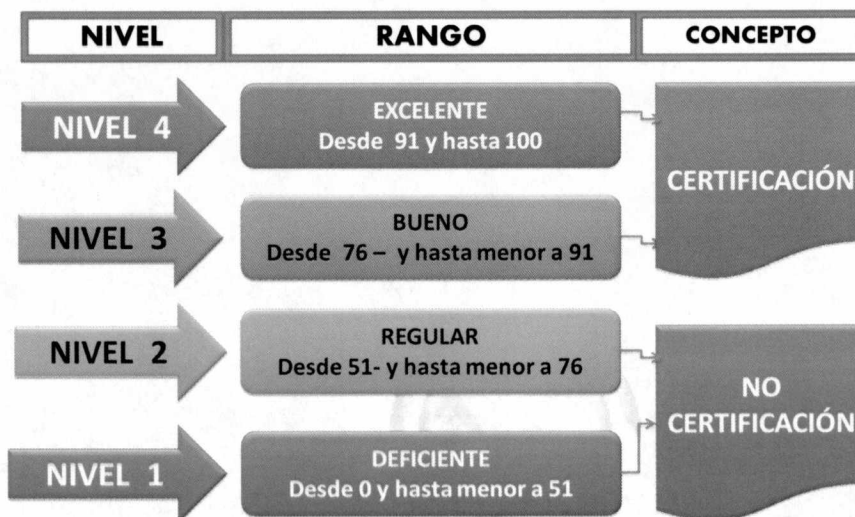 NIVEL RANGO CONCEPTO
NIVEL 4
EXCELENTE
Desde 91 y hasta 100
CERTIFICACIÓN
NIVEL 3
BUENO
Desde 76 – y hasta menor a 91
NIVEL 2
REGULAR
Desde 51- y hasta menor a 76
NO
CERTIFICACIÓN
NIVEL 1
DEFICIENTE
Desde 0 y hasta menor a 51